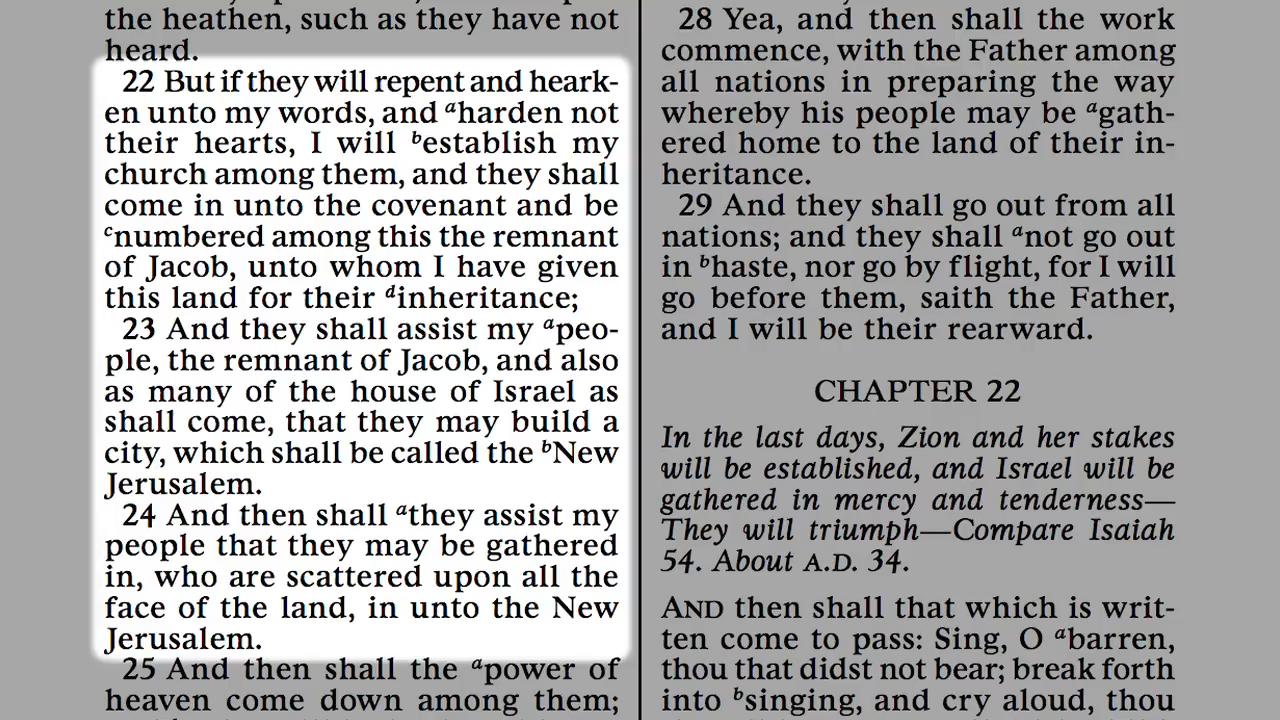 the heathen, such as they have not
heard.
22 But if they will repent and heark-
en unto my words, and aharden not
their hearts, I will bestablish my
church among them, and they shall
come in unto the covenant and be
cnumbered among this the remnant
of Jacob, unto whom I have given
this land for their dinheritance;
23 And they shall assist my apeo-
ple, the remnant of Jacob, and also
as many of the house of Israel as
shall come, that they may build a
city, which shall be called the bNew
Jerusalem.
24 And then shall athey assist my
people that they may be gathered
in, who are scattered upon all the
face of the land, in unto the New
Jerusalem.
25 And then shall the apower of
heaven come down among them;
28 Yea, and then shall the work
commence, with the Father among
all nations in preparing the way
whereby his people may be agath-
ered home to the land of their in-
heritance.
29 And they shall go out from all
nations; and they shall anot go out
in bhaste, nor go by flight, for I will
go before them, saith the Father,
and I will be their rearward.
CHAPTER 22
In the last days, Zion and her stakes
will be established, and Israel will be
gathered in mercy and tenderness—
They will triumph—Compare Isaiah
54. About A.D. 34.
AND then shall that which is writ-
ten come to pass: Sing, O abarren,
thou that didst not bear; break forth
into bsinging, and cry aloud, thou